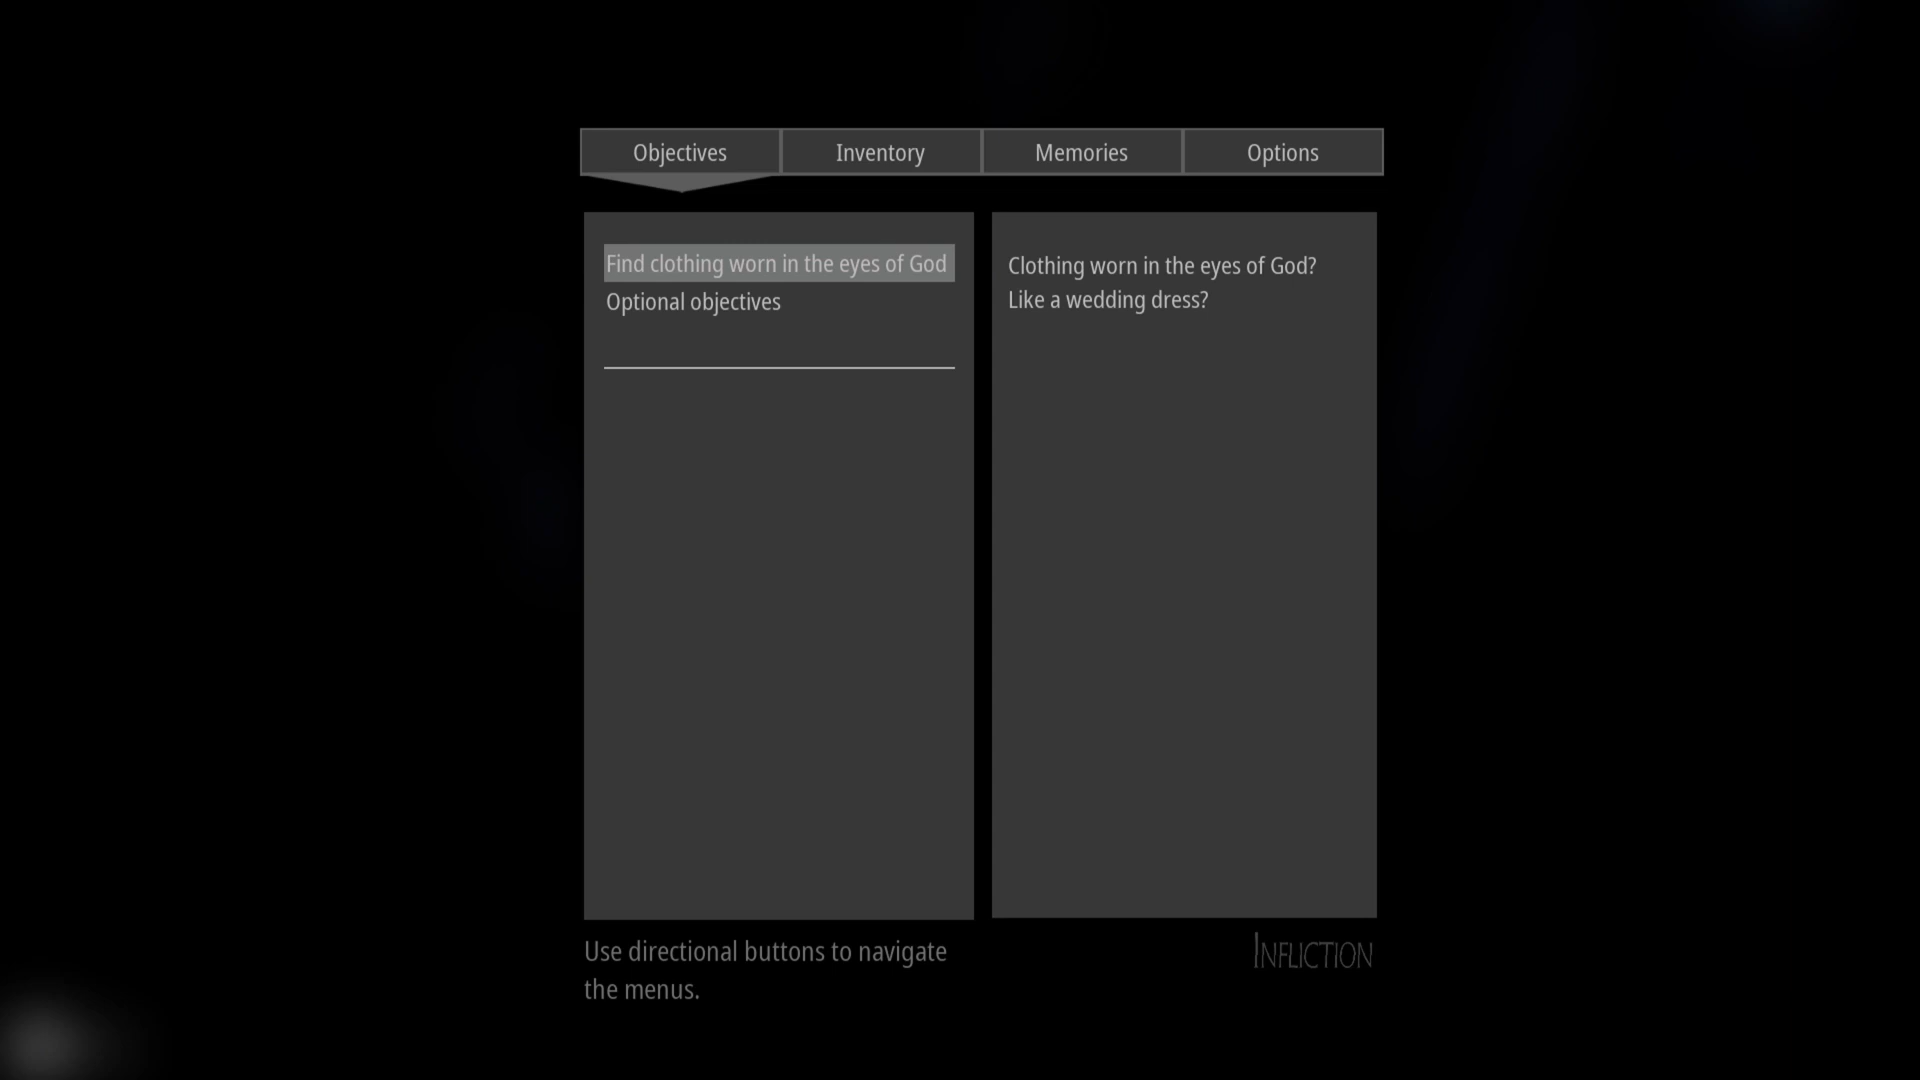 Objectives
Inventory
Memories
Options
Find clothing worn in the eyes of God
Optional objectives
Clothing worn in the eyes of God?
Like a wedding dress?
Use directional buttons to navigate
the menus.
INFLICTION